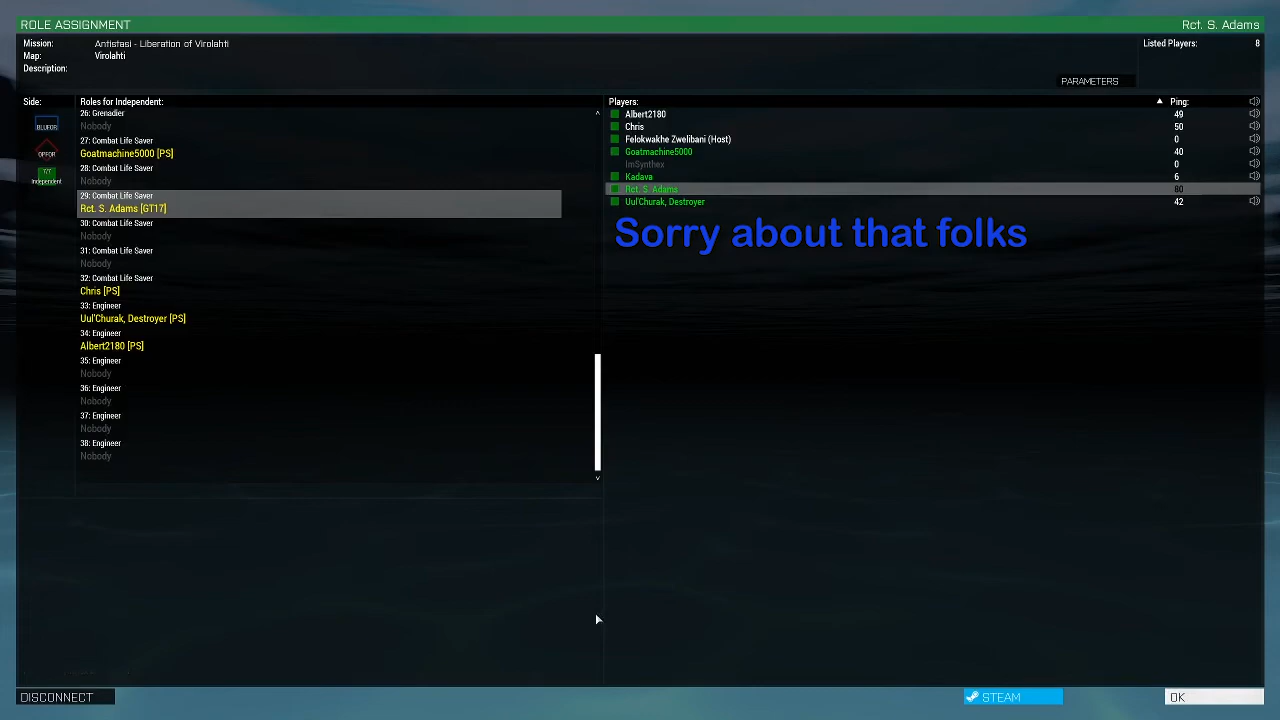 ROLE ASSIGNMENT
Rct. S. Adams
Mission: Antistasi - Liberation of Virolahti
Listed Players: 8
Map: Virolahti
Description:
PARAMETERS
Side:
BLUFOR
OPFOR
Independent
Roles for Independent:
26: Grenadier
Nobody
27: Combat Life Saver
Goatmachine5000 [PS]
28: Combat Life Saver
Nobody
29: Combat Life Saver
Rct. S. Adams [GT17]
30: Combat Life Saver
Nobody
31: Combat Life Saver
Nobody
32: Combat Life Saver
Chris [PS]
33: Engineer
Uul'Churak, Destroyer [PS]
34: Engineer
Albert2180 [PS]
35: Engineer
Nobody
36: Engineer
Nobody
37: Engineer
Nobody
38: Engineer
Nobody
Players: Ping:
Albert2180 49
Chris 50
Felokwakhe Zwelibani (Host) 0
Goatmachine5000 40
ImSynthex 0
Kadava 6
Rct. S. Adams 80
Uul'Churak, Destroyer 42
Sorry about that folks
DISCONNECT
STEAM
OK